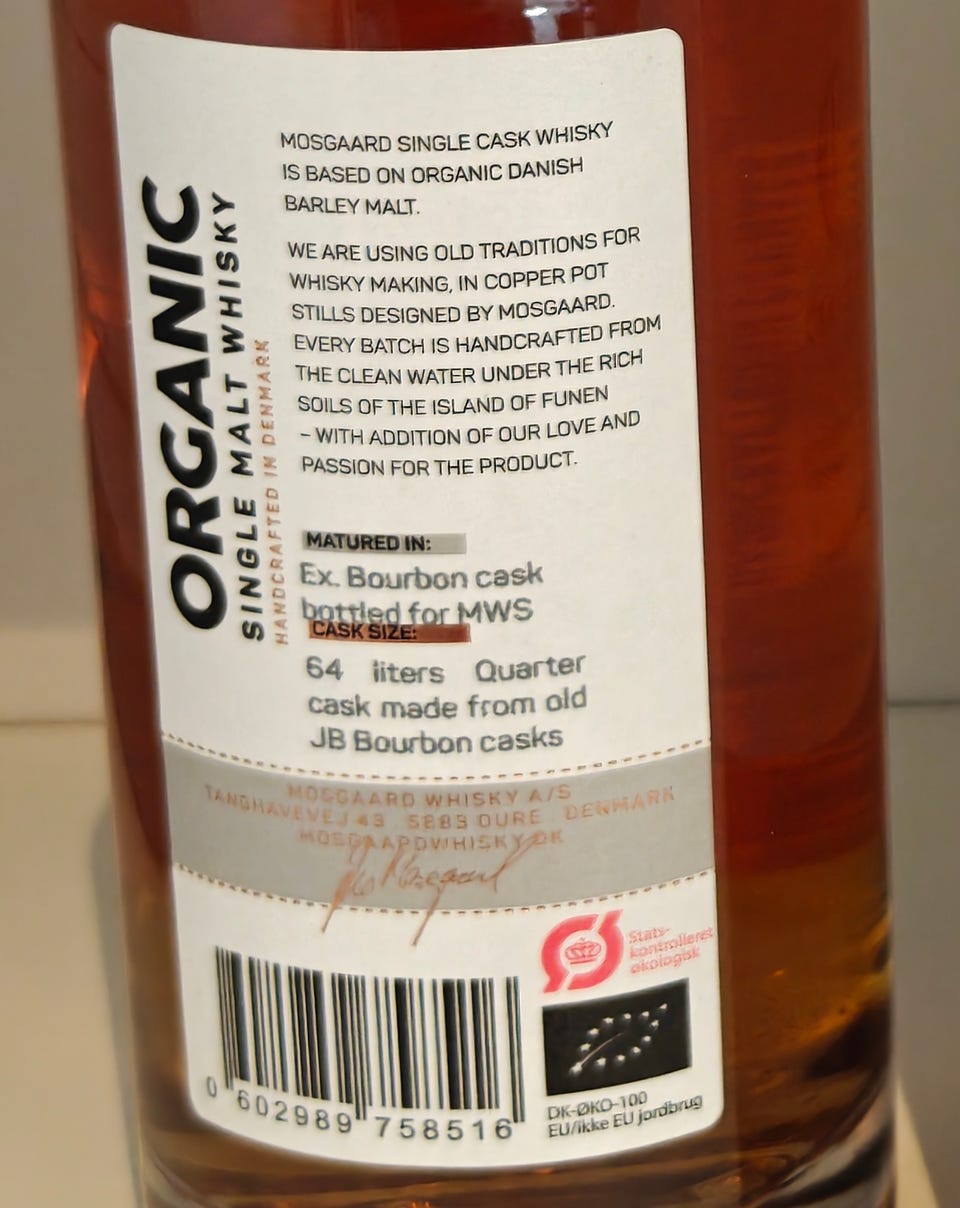 ORGANIC
SINGLE MALT WHISKY
HANDCRAFTED IN DENMARK
MOSGAARD SINGLE CASK WHISKY
IS BASED ON ORGANIC DANISH
BARLEY MALT.
WE ARE USING OLD TRADITIONS FOR
WHISKY MAKING, IN COPPER POT
STILLS DESIGNED BY MOSGAARD.
EVERY BATCH IS HANDCRAFTED FROM
THE CLEAN WATER UNDER THE RICH
SOILS OF THE ISLAND OF FUNEN
– WITH ADDITION OF OUR LOVE AND
PASSION FOR THE PRODUCT.
MATURED IN:
Ex. Bourbon cask
bottled for MWS
CASK SIZE:
64 liters Quarter
cask made from old
JB Bourbon casks
MOSGAARD WHISKY A/S
TANGHAVEVEJ 43 . 5883 OURE . DENMARK
MOSGAARDWHISKY.DK
Stats-
kontrolleret
økologisk
0 602989 758516
DK-ØKO-100
EU/ikke EU jordbrug